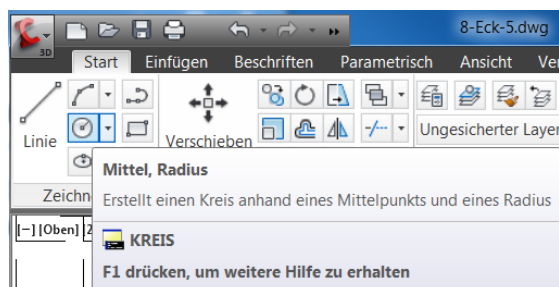 8-Eck-5.dwg
3D
Start Einfügen Beschriften Parametrisch Ansicht
Linie
Verschieben
Ungesicherter Layer
Mittel, Radius
Erstellt einen Kreis anhand eines Mittelpunkts und eines Radius
[−] [Oben]
KREIS
F1 drücken, um weitere Hilfe zu erhalten